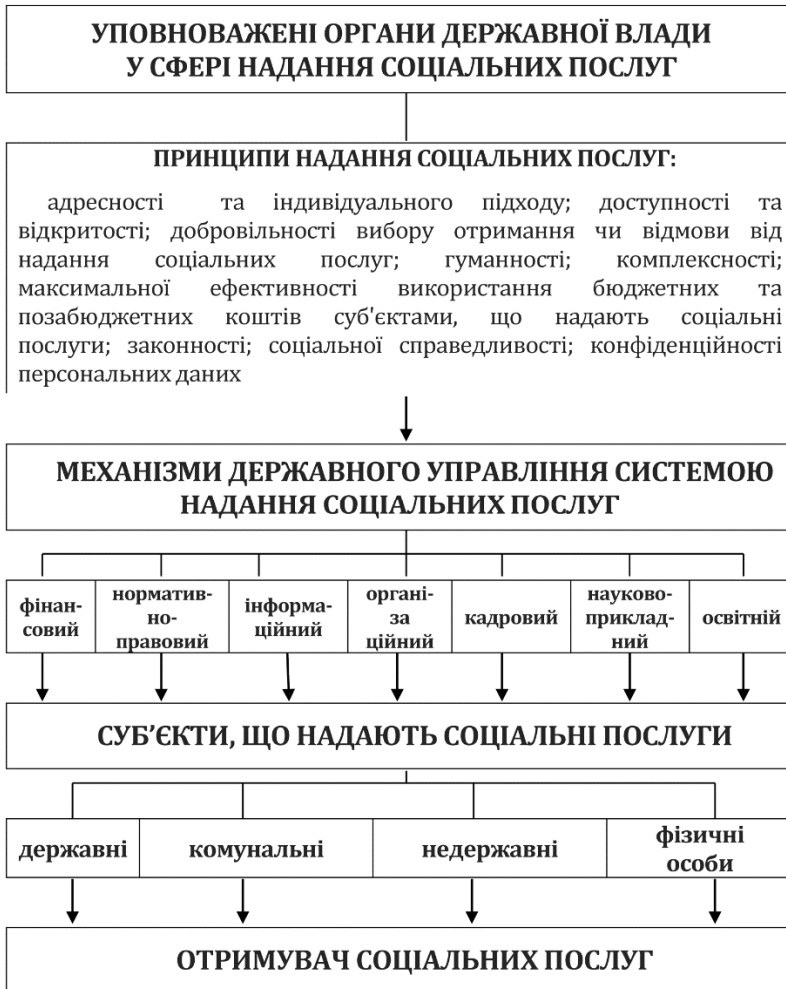 УПОВНОВАЖЕНІ ОРГАНИ ДЕРЖАВНОЇ ВЛАДИ
У СФЕРІ НАДАННЯ СОЦІАЛЬНИХ ПОСЛУГ
ПРИНЦИПИ НАДАННЯ СОЦІАЛЬНИХ ПОСЛУГ:
адресності та індивідуального підходу; доступності та
відкритості; добровільності вибору отримання чи відмови від
надання соціальних послуг; гуманності; комплексності;
максимальної ефективності використання бюджетних та
позабюджетних коштів суб'єктами, що надають соціальні
послуги; законності; соціальної справедливості; конфіденційності
персональних даних
МЕХАНІЗМИ ДЕРЖАВНОГО УПРАВЛІННЯ СИСТЕМОЮ
НАДАННЯ СОЦІАЛЬНИХ ПОСЛУГ
фінан-
совий
норматив-
но-
правовий
інформа-
ційний
органі-
за
ційний
кадровий
науково-
приклад-
ний
освітній
СУБ’ЄКТИ, ЩО НАДАЮТЬ СОЦІАЛЬНІ ПОСЛУГИ
державні
комунальні
недержавні
фізичні
особи
ОТРИМУВАЧ СОЦІАЛЬНИХ ПОСЛУГ